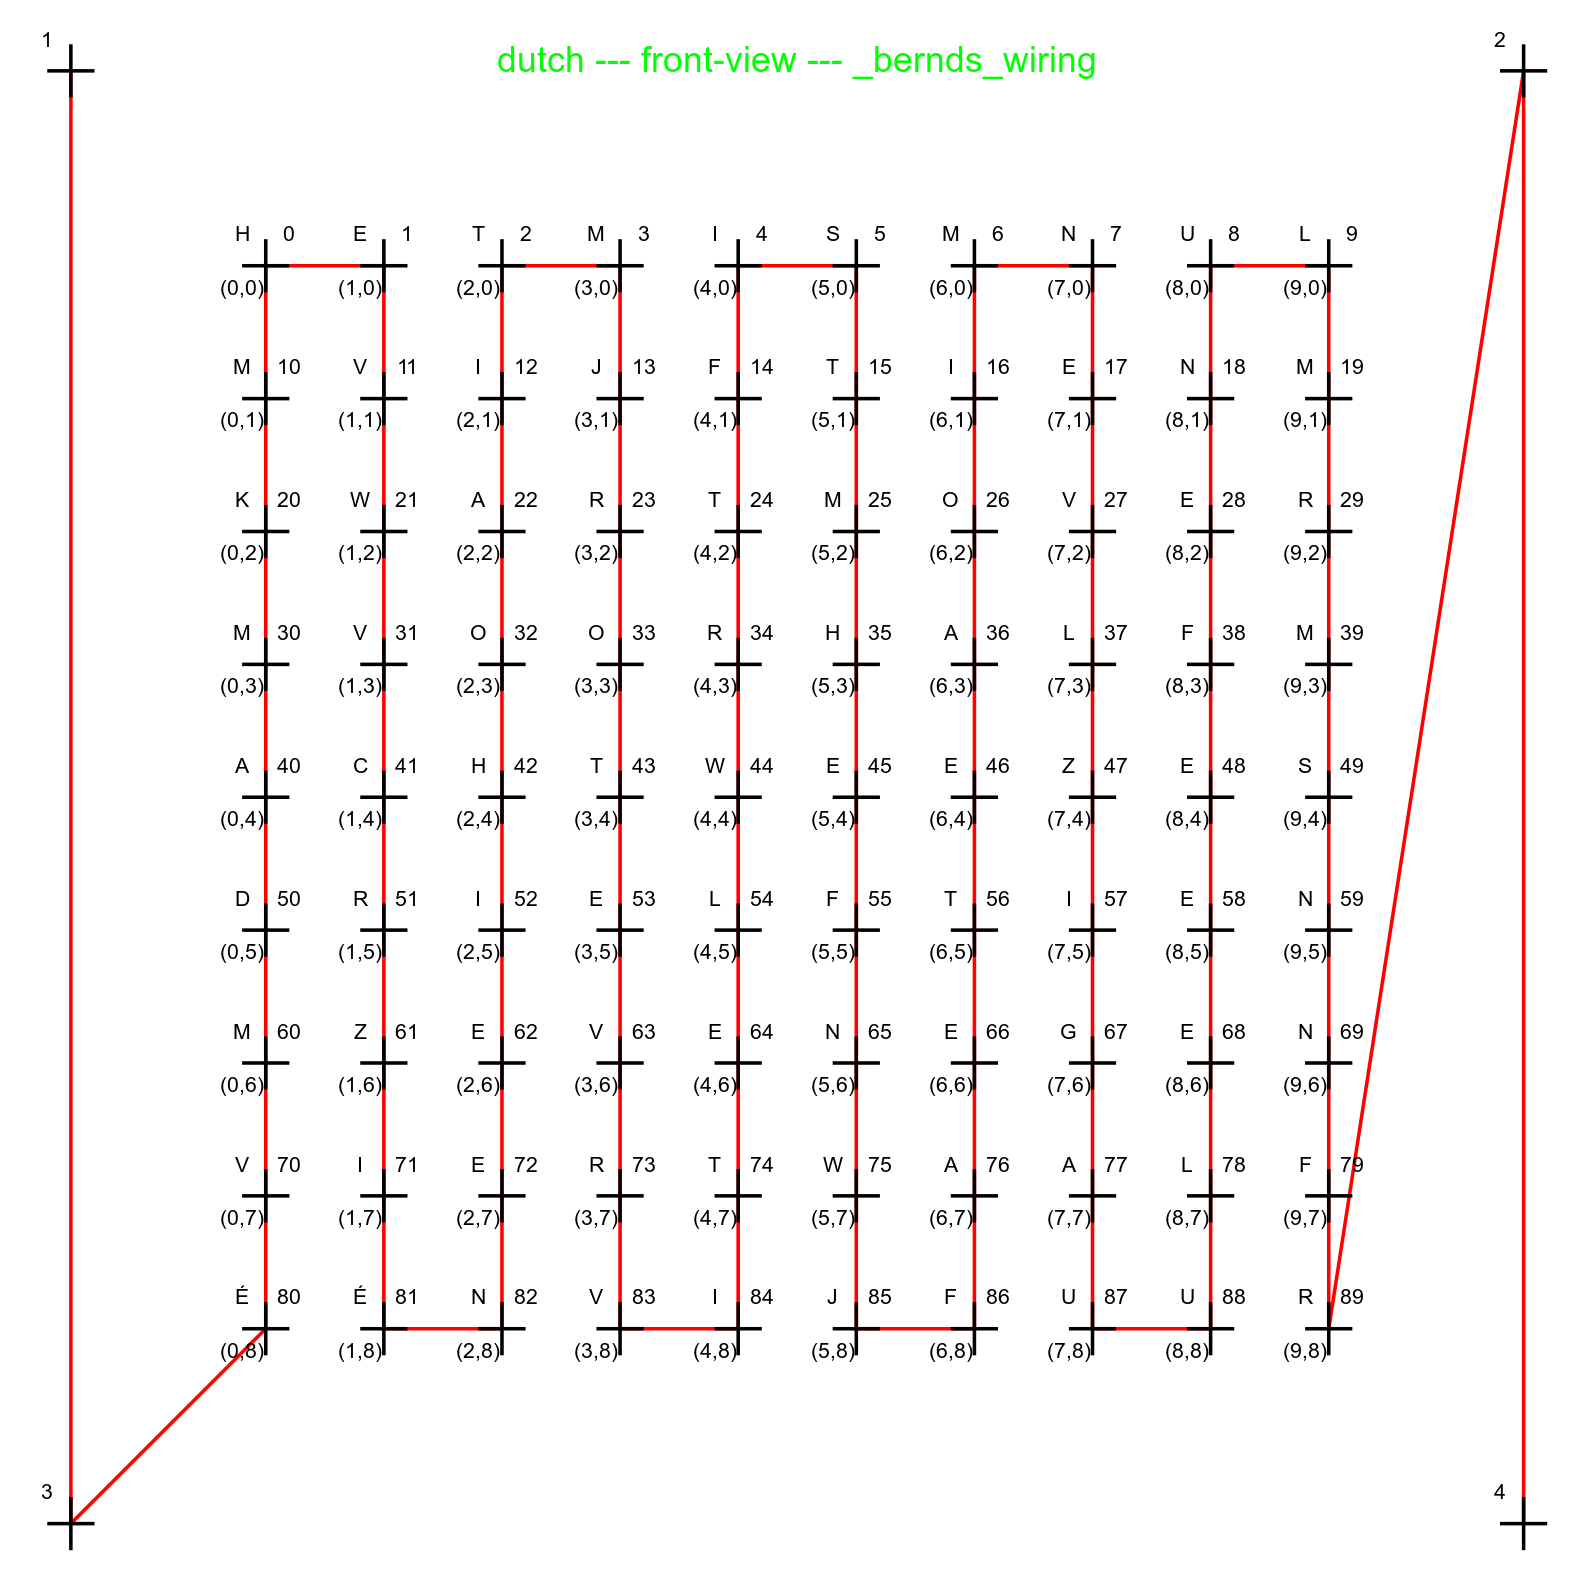 1 2
dutch --- front-view --- _bernds_wiring
H 0 E 1 T 2 M 3 I 4 S 5 M 6 N 7 U 8 L 9
(0,0) (1,0) (2,0) (3,0) (4,0) (5,0) (6,0) (7,0) (8,0) (9,0)
M 10 V 11 I 12 J 13 F 14 T 15 I 16 E 17 N 18 M 19
(0,1) (1,1) (2,1) (3,1) (4,1) (5,1) (6,1) (7,1) (8,1) (9,1)
K 20 W 21 A 22 R 23 T 24 M 25 O 26 V 27 E 28 R 29
(0,2) (1,2) (2,2) (3,2) (4,2) (5,2) (6,2) (7,2) (8,2) (9,2)
M 30 V 31 O 32 O 33 R 34 H 35 A 36 L 37 F 38 M 39
(0,3) (1,3) (2,3) (3,3) (4,3) (5,3) (6,3) (7,3) (8,3) (9,3)
A 40 C 41 H 42 T 43 W 44 E 45 E 46 Z 47 E 48 S 49
(0,4) (1,4) (2,4) (3,4) (4,4) (5,4) (6,4) (7,4) (8,4) (9,4)
D 50 R 51 I 52 E 53 L 54 F 55 T 56 I 57 E 58 N 59
(0,5) (1,5) (2,5) (3,5) (4,5) (5,5) (6,5) (7,5) (8,5) (9,5)
M 60 Z 61 E 62 V 63 E 64 N 65 E 66 G 67 E 68 N 69
(0,6) (1,6) (2,6) (3,6) (4,6) (5,6) (6,6) (7,6) (8,6) (9,6)
V 70 I 71 E 72 R 73 T 74 W 75 A 76 A 77 L 78 F 79
(0,7) (1,7) (2,7) (3,7) (4,7) (5,7) (6,7) (7,7) (8,7) (9,7)
É 80 É 81 N 82 V 83 I 84 J 85 F 86 U 87 U 88 R 89
(0,8) (1,8) (2,8) (3,8) (4,8) (5,8) (6,8) (7,8) (8,8) (9,8)
3 4